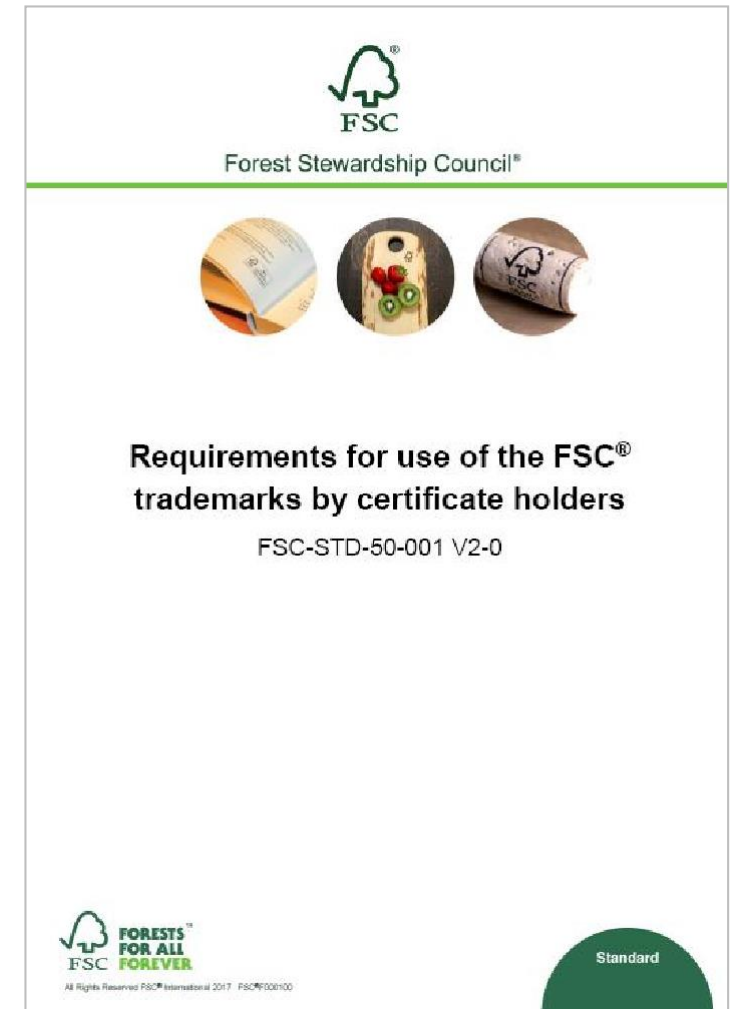 FSC
Forest Stewardship Council®
FSC
Requirements for use of the FSC®
trademarks by certificate holders
FSC-STD-50-001 V2-0
FORESTS™
FOR ALL
FOREVER
FSC
Standard
All Rights Reserved FSC® International 2017 FSC®F000100